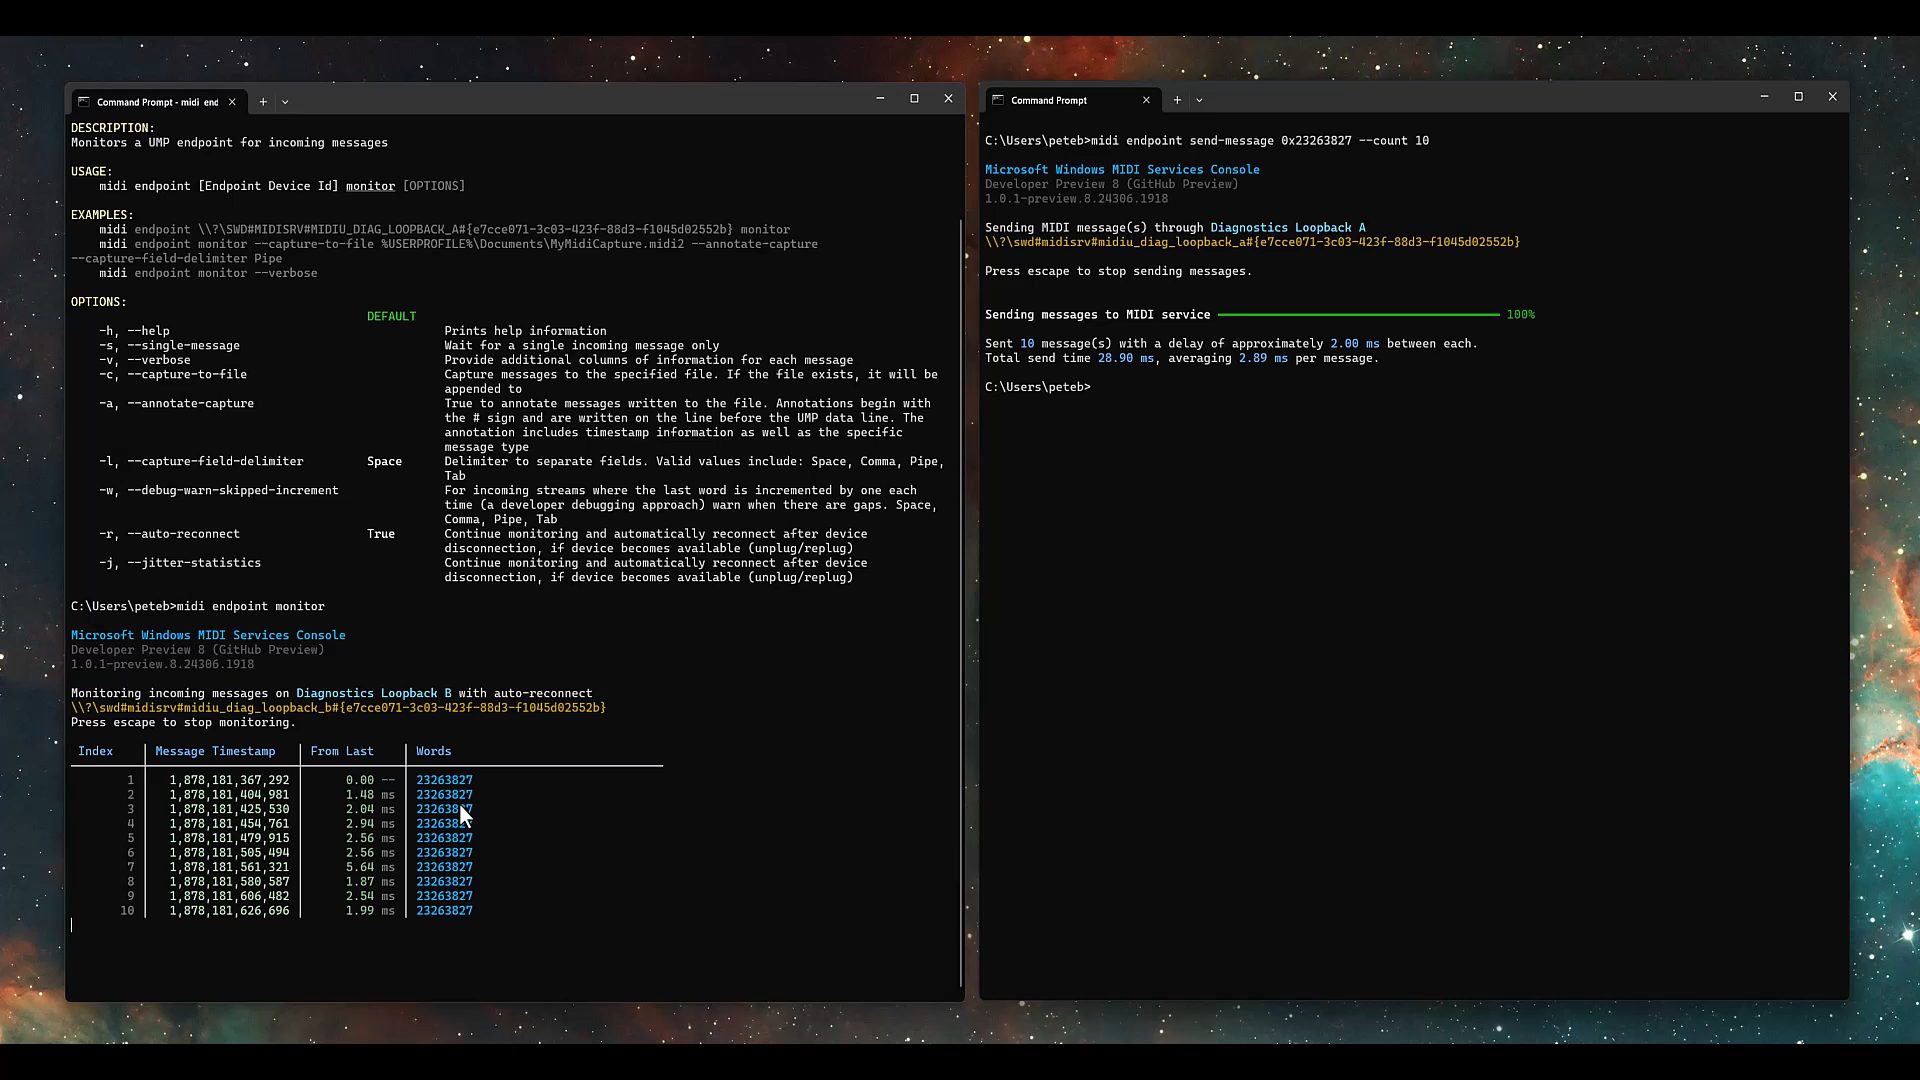 Command Prompt - midi end
DESCRIPTION:
Monitors a UMP endpoint for incoming messages
USAGE:
midi endpoint [Endpoint Device Id] monitor [OPTIONS]
EXAMPLES:
midi endpoint \\?\SWD#MIDISRV#MIDIU_DIAG_LOOPBACK_A#{e7cce071-3c03-423f-88d3-f1045d02552b} monitor
midi endpoint monitor --capture-to-file %USERPROFILE%\Documents\MyMidiCapture.midi2 --annotate-capture
--capture-field-delimiter Pipe
midi endpoint monitor --verbose
OPTIONS:
DEFAULT
-h, --help Prints help information
-s, --single-message Wait for a single incoming message only
-v, --verbose Provide additional columns of information for each message
-c, --capture-to-file Capture messages to the specified file. If the file exists, it will be
appended to
-a, --annotate-capture True to annotate messages written to the file. Annotations begin with
the # sign and are written on the line before the UMP data line. The
annotation includes timestamp information as well as the specific
message type
-l, --capture-field-delimiter Space Delimiter to separate fields. Valid values include: Space, Comma, Pipe,
Tab
-w, --debug-warn-skipped-increment For incoming streams where the last word is incremented by one each
time (a developer debugging approach) warn when there are gaps. Space,
Comma, Pipe, Tab
-r, --auto-reconnect True Continue monitoring and automatically reconnect after device
disconnection, if device becomes available (unplug/replug)
-j, --jitter-statistics Continue monitoring and automatically reconnect after device
disconnection, if device becomes available (unplug/replug)
C:\Users\peteb>midi endpoint monitor
Microsoft Windows MIDI Services Console
Developer Preview 8 (GitHub Preview)
1.0.1-preview.8.24306.1918
Monitoring incoming messages on Diagnostics Loopback B with auto-reconnect
\\?\swd#midisrv#midiu_diag_loopback_b#{e7cce071-3c03-423f-88d3-f1045d02552b}
Press escape to stop monitoring.
Index Message Timestamp From Last Words
1 1,878,181,367,292 0.00 -- 23263827
2 1,878,181,404,981 1.48 ms 23263827
3 1,878,181,425,530 2.04 ms 23263827
4 1,878,181,454,761 2.94 ms 23263827
5 1,878,181,479,915 2.56 ms 23263827
6 1,878,181,505,494 2.56 ms 23263827
7 1,878,181,561,321 5.64 ms 23263827
8 1,878,181,580,587 1.87 ms 23263827
9 1,878,181,606,482 2.54 ms 23263827
10 1,878,181,626,696 1.99 ms 23263827
Command Prompt
C:\Users\peteb>midi endpoint send-message 0x23263827 --count 10
Microsoft Windows MIDI Services Console
Developer Preview 8 (GitHub Preview)
1.0.1-preview.8.24306.1918
Sending MIDI message(s) through Diagnostics Loopback A
\\?\swd#midisrv#midiu_diag_loopback_a#{e7cce071-3c03-423f-88d3-f1045d02552b}
Press escape to stop sending messages.
Sending messages to MIDI service 100%
Sent 10 message(s) with a delay of approximately 2.00 ms between each.
Total send time 28.90 ms, averaging 2.89 ms per message.
C:\Users\peteb>